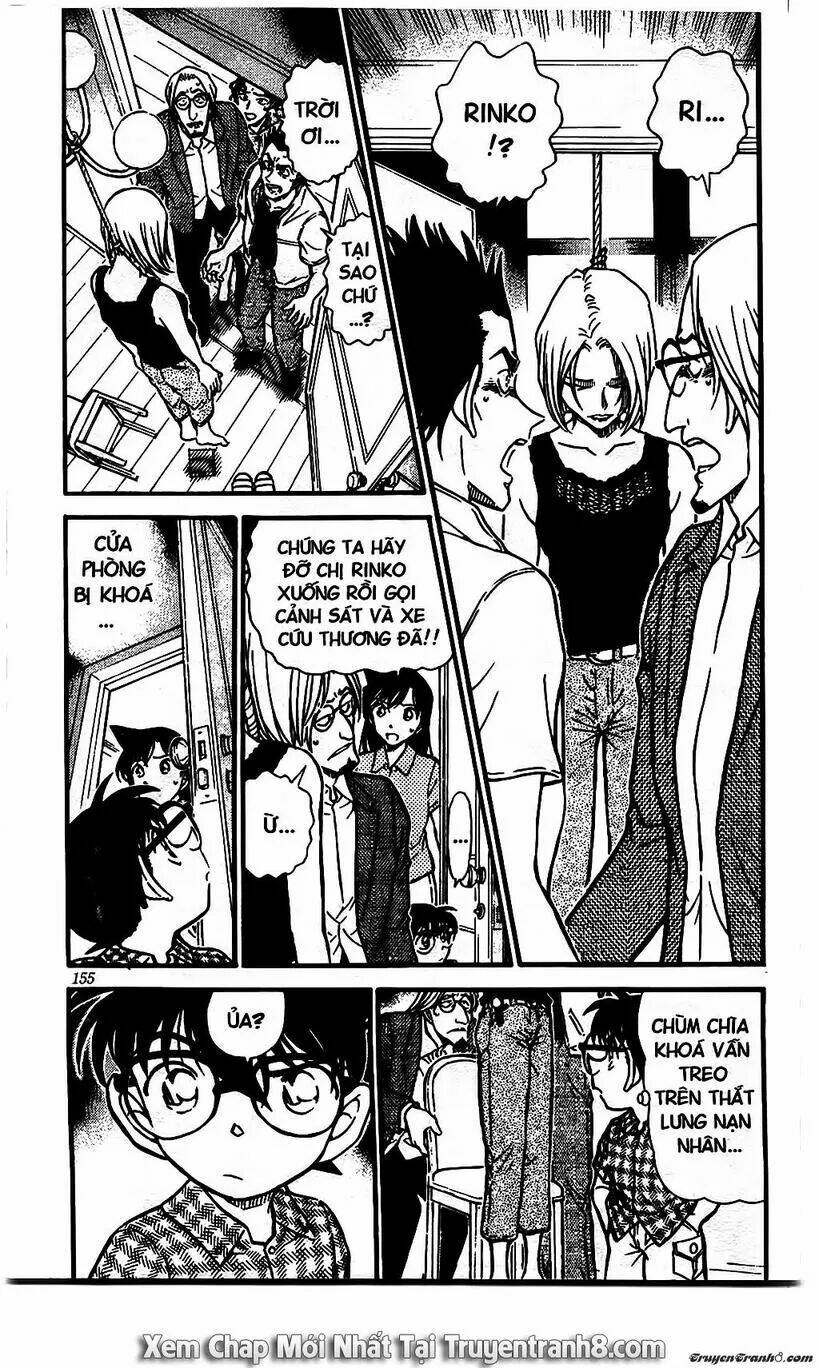 RI...
RINKO
!?
TRỜI
ƠI...
TẠI
SAO CHỨ
...?
CHÚNG TA HÃY
ĐỠ CHỊ RINKO
XUỐNG RỒI GỌI
CẢNH SÁT VÀ XE
CỨU THƯƠNG ĐÃ!!
Ừ...
....
CỬA
PHÒNG
BỊ KHOÁ
...
155
CHÙM CHÌA
KHOÁ VẪN
TREO
TRÊN THẮT
LƯNG NẠN
NHÂN...
ỦA?
Xem Chap Mới Nhất Tại Truyentranh8.com
TruyenTranh8.com